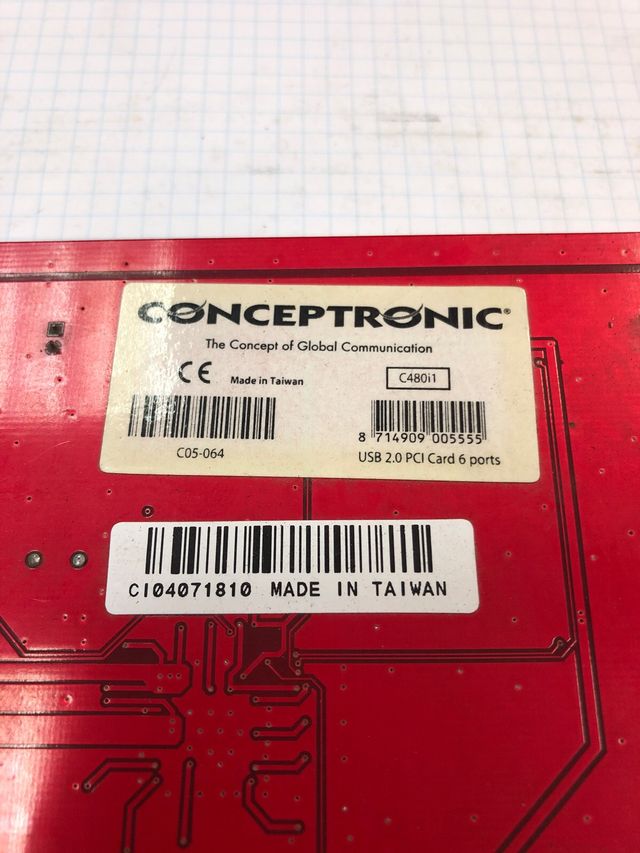 CONCEPTRONIC®
The Concept of Global Communication
CE Made in Taiwan C480i1
8 714909 005555
C05-064 USB 2.0 PCI Card 6 ports
CI04071810 MADE IN TAIWAN